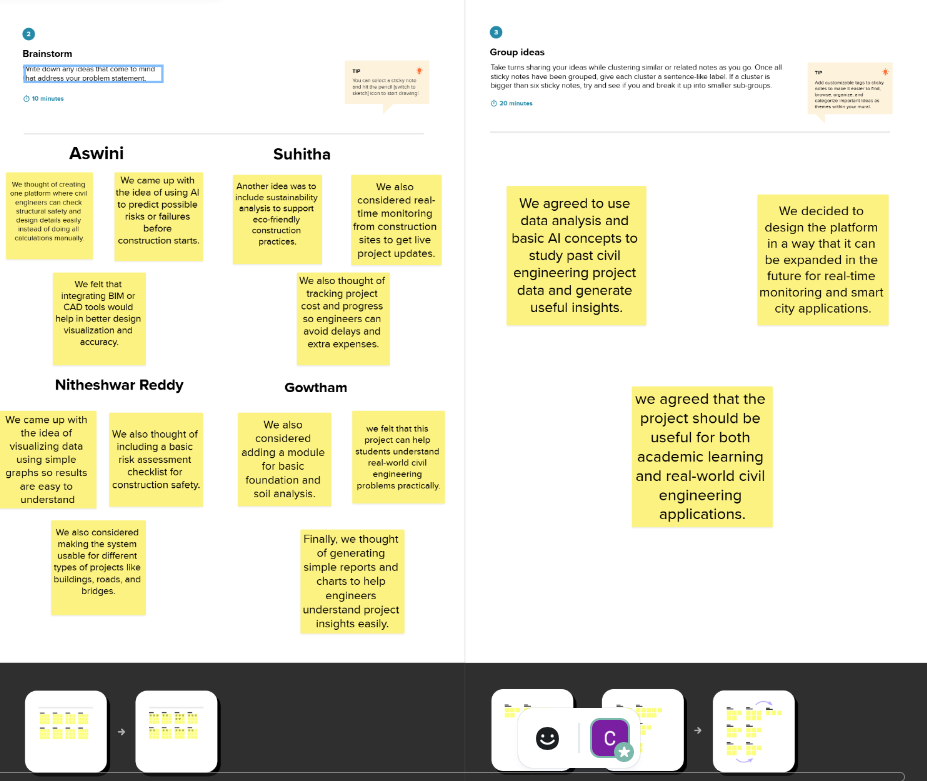 2
Brainstorm
Write down any ideas that come to mind
that address your problem statement.
10 minutes
TIP
You can select a sticky note
and hit the pencil [switch to
sketch] icon to start drawing!
Aswini
We thought of creating
one platform where civil
engineers can check
structural safety and
design details easily
instead of doing all
calculations manually.
We came up with
the idea of using AI
to predict possible
risks or failures
before
construction starts.
We felt that
integrating BIM or
CAD tools would
help in better design
visualization and
accuracy.
Suhitha
Another idea was to
include sustainability
analysis to support
eco-friendly
construction
practices.
We also
considered real-
time monitoring
from construction
sites to get live
project updates.
We also thought of
tracking project
cost and progress
so engineers can
avoid delays and
extra expenses.
Nitheshwar Reddy
We came up with
the idea of
visualizing data
using simple
graphs so results
are easy to
understand
We also thought of
including a basic
risk assessment
checklist for
construction safety.
We also considered
making the system
usable for different
types of projects like
buildings, roads, and
bridges.
Gowtham
We also
considered
adding a module
for basic
foundation and
soil analysis.
we felt that this
project can help
students understand
real-world civil
engineering
problems practically.
Finally, we thought
of generating
simple reports and
charts to help
engineers
understand project
insights easily.
3
Group ideas
Take turns sharing your ideas while clustering similar or related notes as you go. Once all
sticky notes have been grouped, give each cluster a sentence-like label. If a cluster is
bigger than six sticky notes, try and see if you and break it up into smaller sub-groups.
20 minutes
TIP
Add customizable tags to sticky
notes to make it easier to find,
browse, organize, and
categorize important ideas as
themes within your mural.
We agreed to use
data analysis and
basic AI concepts to
study past civil
engineering project
data and generate
useful insights.
We decided to
design the platform
in a way that it can
be expanded in the
future for real-time
monitoring and smart
city applications.
we agreed that the
project should be
useful for both
academic learning
and real-world civil
engineering
applications.
C